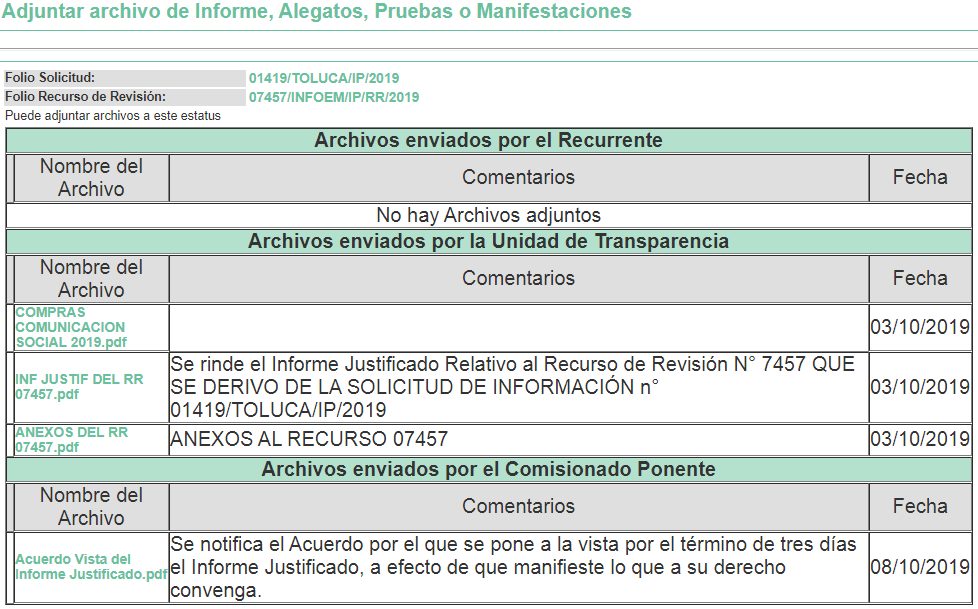 Adjuntar archivo de Informe, Alegatos, Pruebas o Manifestaciones
Folio Solicitud: 01419/TOLUCA/IP/2019
Folio Recurso de Revisión: 07457/INFOEM/IP/RR/2019
Puede adjuntar archivos a este estatus
Archivos enviados por el Recurrente
Nombre del
Archivo
Comentarios
Fecha
No hay Archivos adjuntos
Archivos enviados por la Unidad de Transparencia
Nombre del
Archivo
Comentarios
Fecha
COMPRAS
COMUNICACION
SOCIAL 2019.pdf
03/10/2019
INF JUSTIF DEL RR
07457.pdf
Se rinde el Informe Justificado Relativo al Recurso de Revisión N° 7457 QUE
SE DERIVO DE LA SOLICITUD DE INFORMACIÓN n°
01419/TOLUCA/IP/2019
03/10/2019
ANEXOS DEL RR
07457.pdf
ANEXOS AL RECURSO 07457
03/10/2019
Archivos enviados por el Comisionado Ponente
Nombre del
Archivo
Comentarios
Fecha
Acuerdo Vista del
Informe Justificado.pdf
Se notifica el Acuerdo por el que se pone a la vista por el término de tres días
el Informe Justificado, a efecto de que manifieste lo que a su derecho
convenga.
08/10/2019